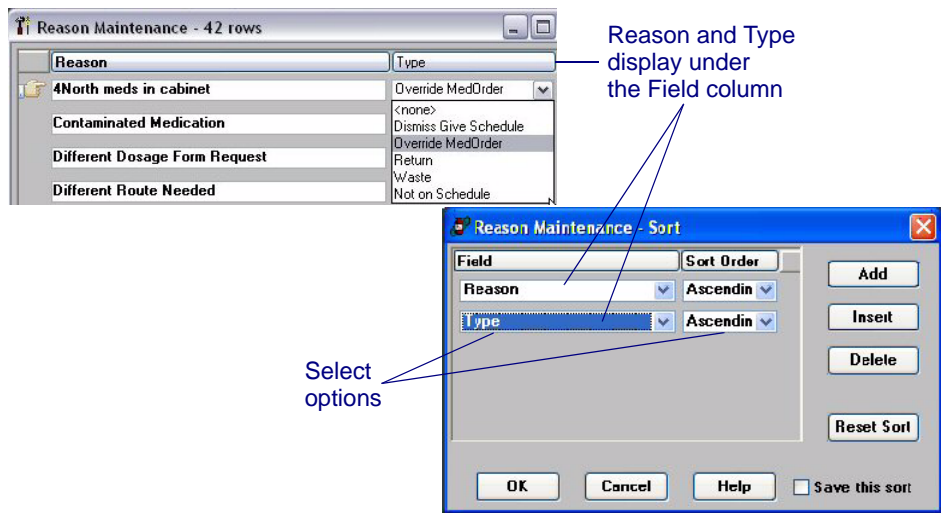 Reason Maintenance - 42 rows
Reason Type
4North meds in cabinet Override MedOrder
<none>
Contaminated Medication Dismiss Give Schedule
Override MedOrder
Different Dosage Form Request Return
Waste
Different Route Needed Not on Schedule
Reason and Type
display under
the Field column
Reason Maintenance - Sort
Field Sort Order
Add
Reason Ascendin
Type Ascendin Insert
Delete
Select
options
Reset Sort
OK Cancel Help Save this sort